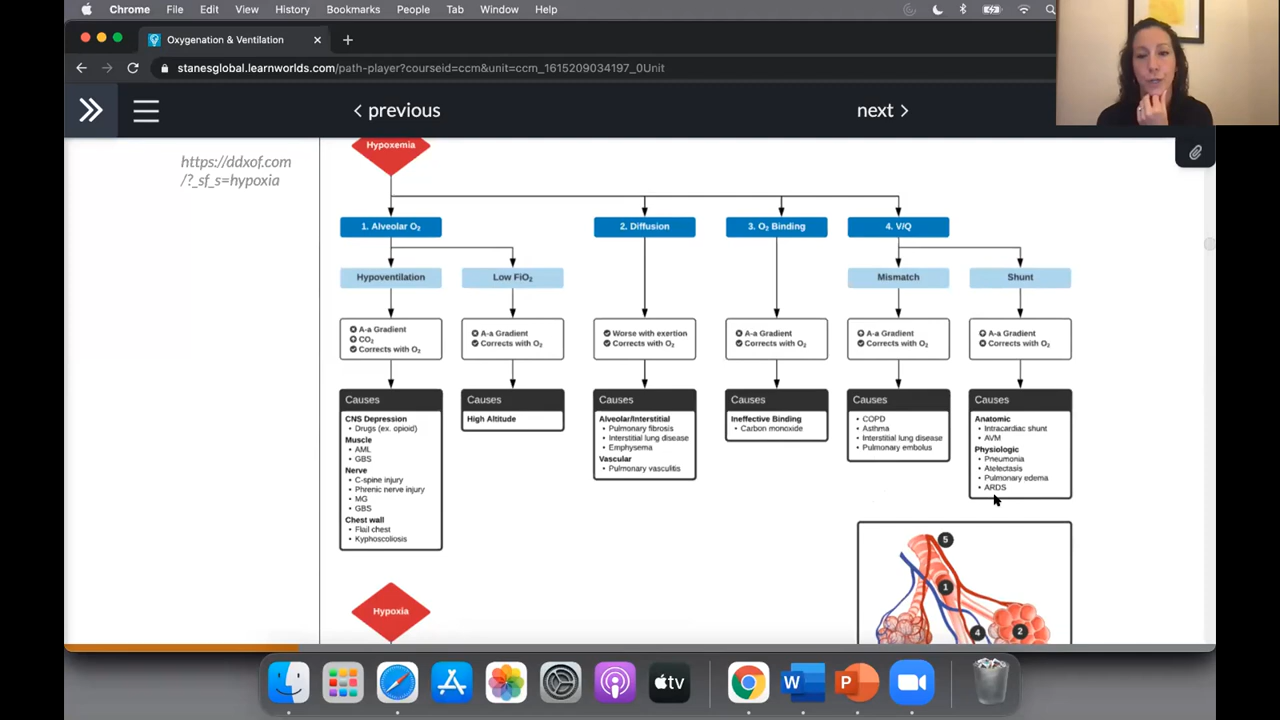 Chrome File Edit View History Bookmarks People Tab Window Help
Oxygenation & Ventilation
stanesglobal.learnworlds.com/path-player?courseid=ccm&unit=ccm_1615209034197_0Unit
previous
next
https://ddxof.com
/?_sf_s=hypoxia
Hypoxemia
1. Alveolar O₂
2. Diffusion
3. O₂ Binding
4. V/Q
Hypoventilation
Low FiO₂
Mismatch
Shunt
A-a Gradient
CO₂
Corrects with O₂
A-a Gradient
Corrects with O₂
Worse with exertion
Corrects with O₂
A-a Gradient
Corrects with O₂
A-a Gradient
Corrects with O₂
A-a Gradient
Corrects with O₂
Causes
CNS Depression
• Drugs (ex. opioid)
Muscle
• AML
• GBS
Nerve
• C-spine injury
• Phrenic nerve injury
• MG
• GBS
Chest wall
• Flail chest
• Kyphoscoliosis
Causes
High Altitude
Causes
Alveolar/Interstitial
• Pulmonary fibrosis
• Interstitial lung disease
• Emphysema
Vascular
• Pulmonary vasculitis
Causes
Ineffective Binding
• Carbon monoxide
Causes
• COPD
• Asthma
• Interstitial lung disease
• Pulmonary embolus
Causes
Anatomic
• Intracardiac shunt
• AVM
Physiologic
• Pneumonia
• Atelectasis
• Pulmonary edema
• ARDS
5
1
4
2
Hypoxia
tv
W
P